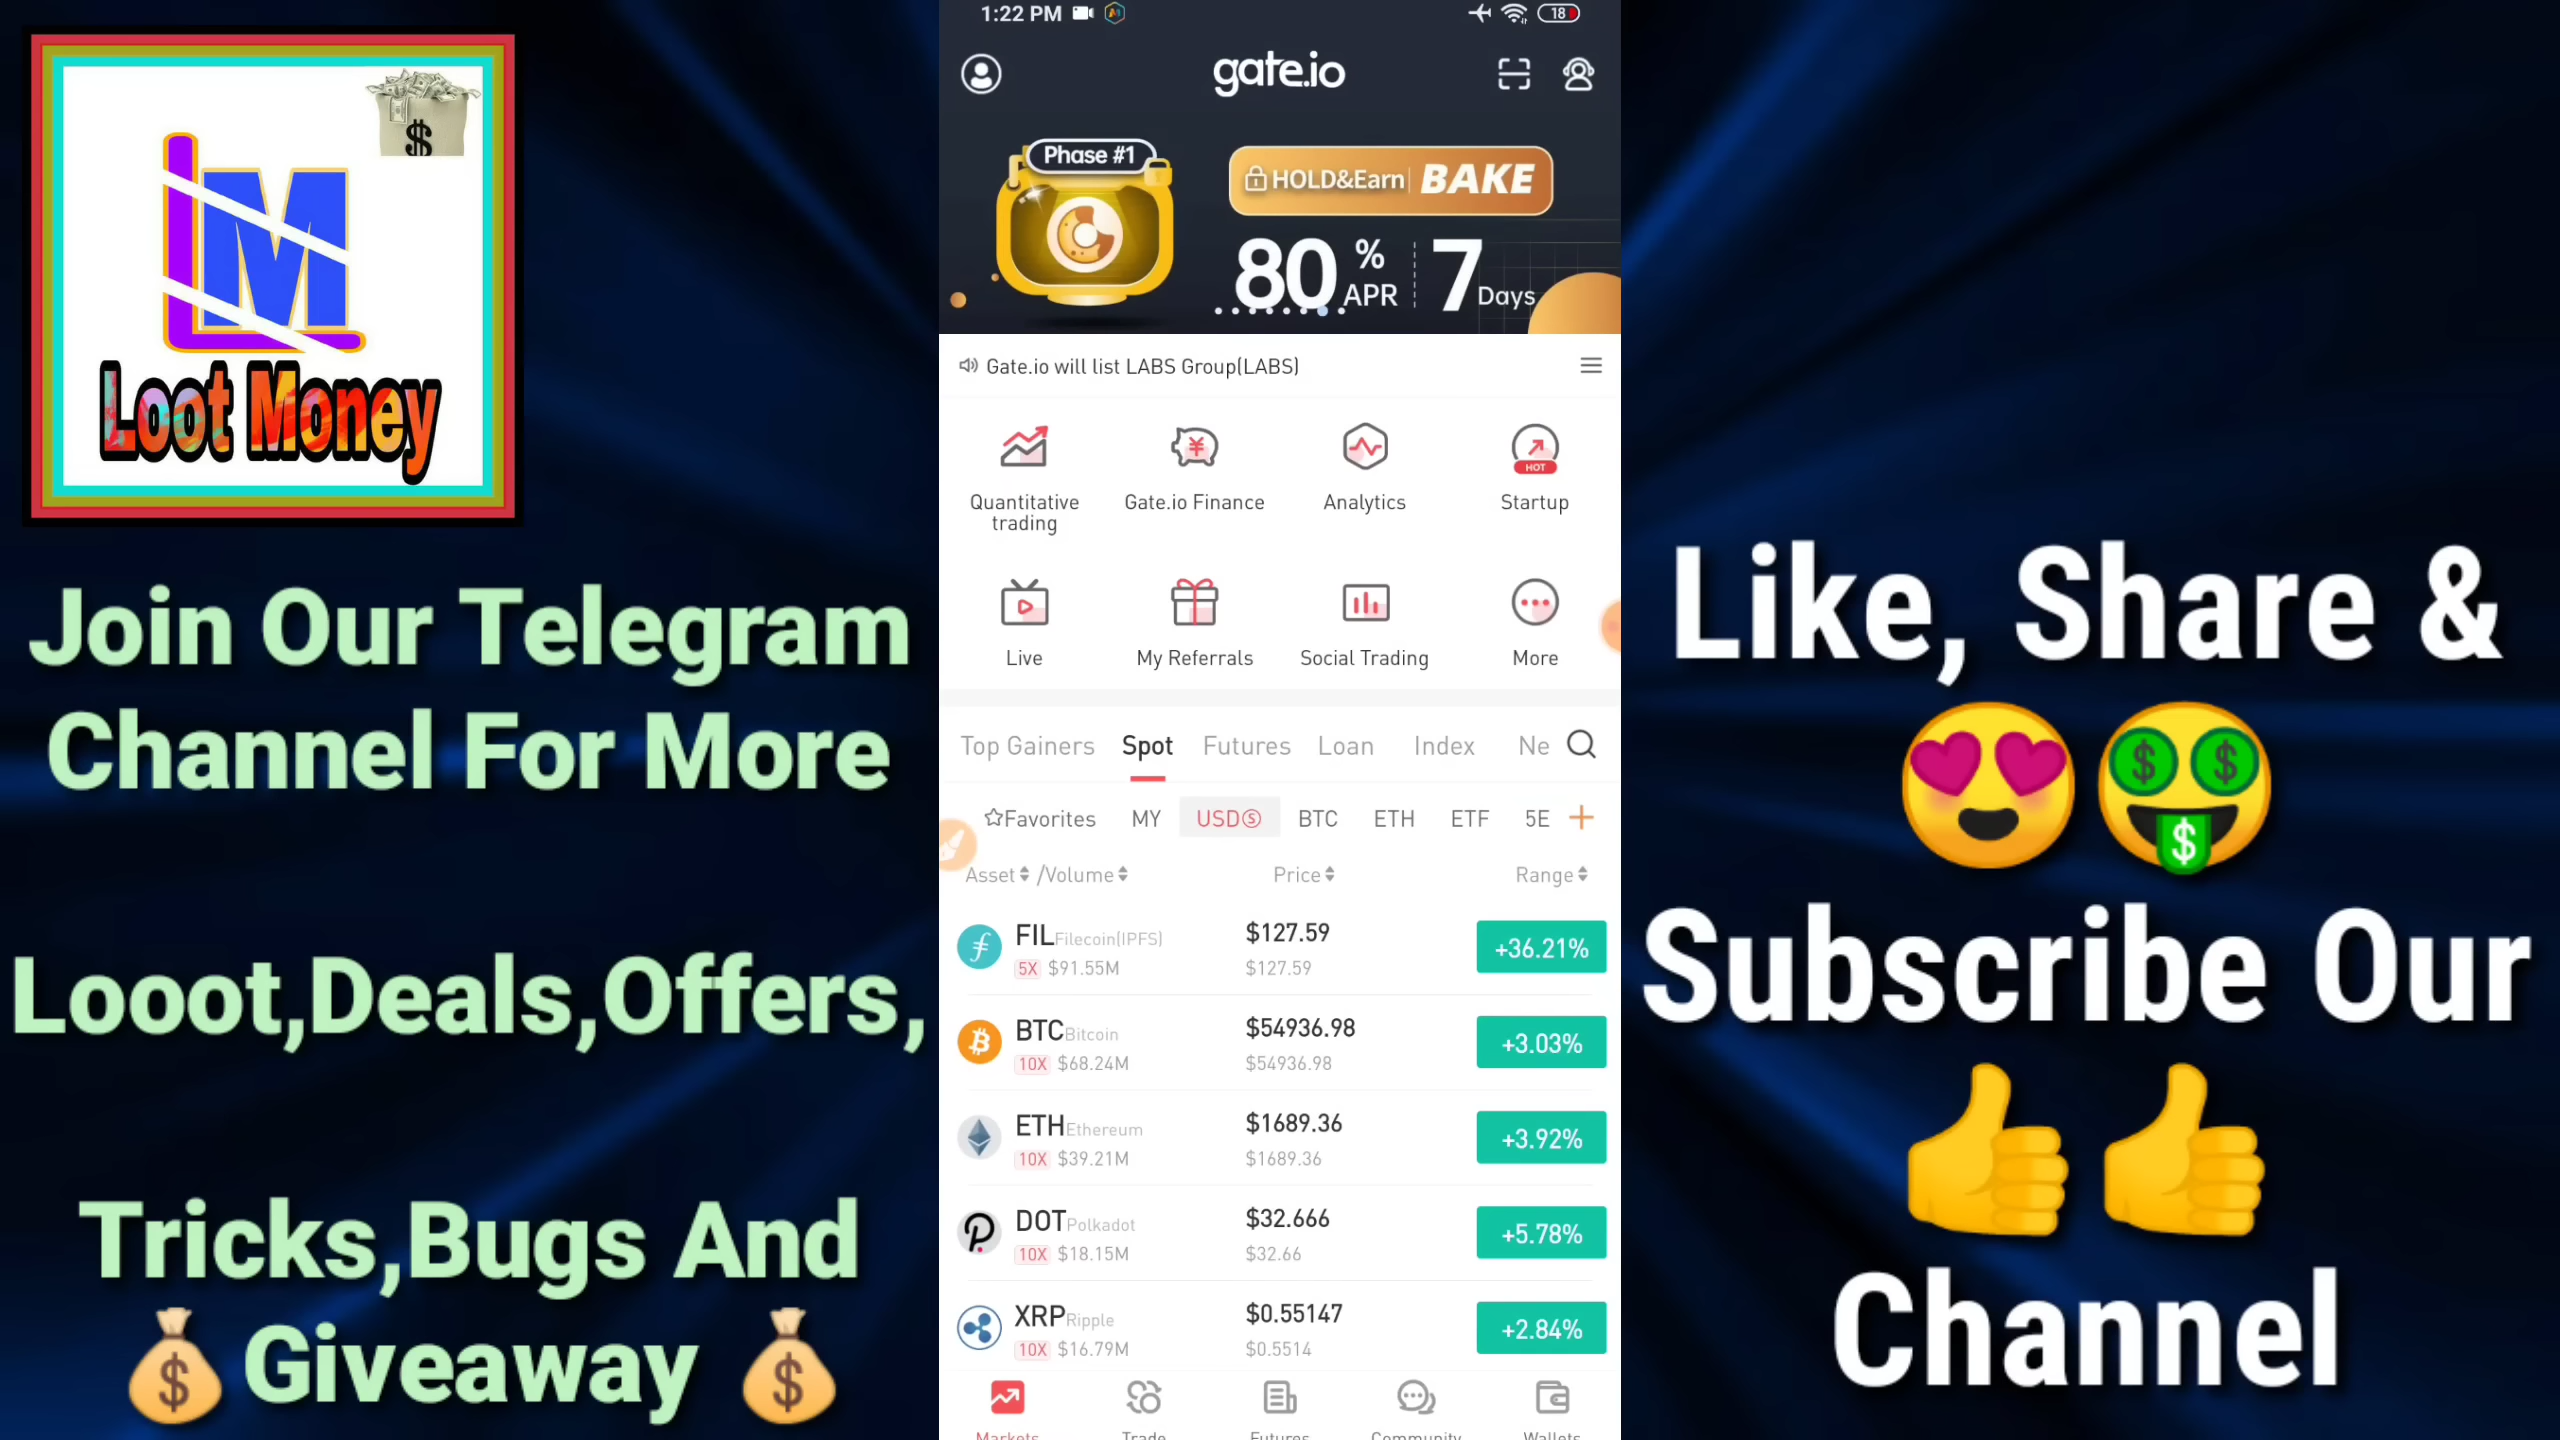 LM
Loot Money
Join Our Telegram
Channel For More
Looot,Deals,Offers,
Tricks,Bugs And
Giveaway
1:22 PM
18
gate.io
Phase #1
HOLD&Earn BAKE
80 % APR 7 Days
Gate.io will list LABS Group(LABS)
Quantitative trading
Gate.io Finance
Analytics
Startup
HOT
Live
My Referrals
Social Trading
More
Top Gainers Spot Futures Loan Index Ne
Favorites MY USDⓢ BTC ETH ETF 5E
Asset /Volume Price Range
FIL Filecoin(IPFS) $127.59 +36.21%
5X $91.55M $127.59
BTC Bitcoin $54936.98 +3.03%
10X $68.24M $54936.98
ETH Ethereum $1689.36 +3.92%
10X $39.21M $1689.36
DOT Polkadot $32.666 +5.78%
10X $18.15M $32.66
XRP Ripple $0.55147 +2.84%
10X $16.79M $0.5514
Markets Trade Futures Community Wallets
Like, Share &
Subscribe Our
Channel